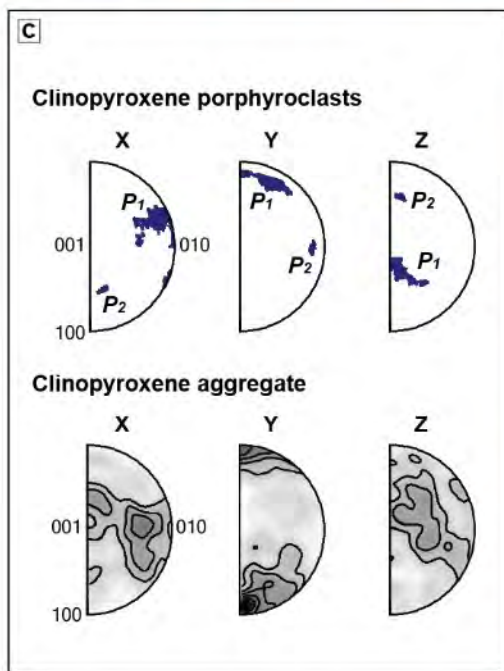 C
Clinopyroxene porphyroclasts
X Y Z
P1 P1 P2
001 010 P2 P1
P2
100
Clinopyroxene aggregate
X Y Z
001 010
100